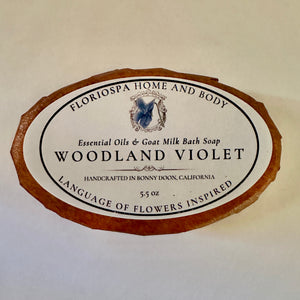 FLORIOSPA HOME AND BODY
Essential Oils & Goat Milk Bath Soap
WOODLAND VIOLET
HANDCRAFTED IN BONNY DOON, CALIFORNIA
5.5 oz
LANGUAGE OF FLOWERS INSPIRED